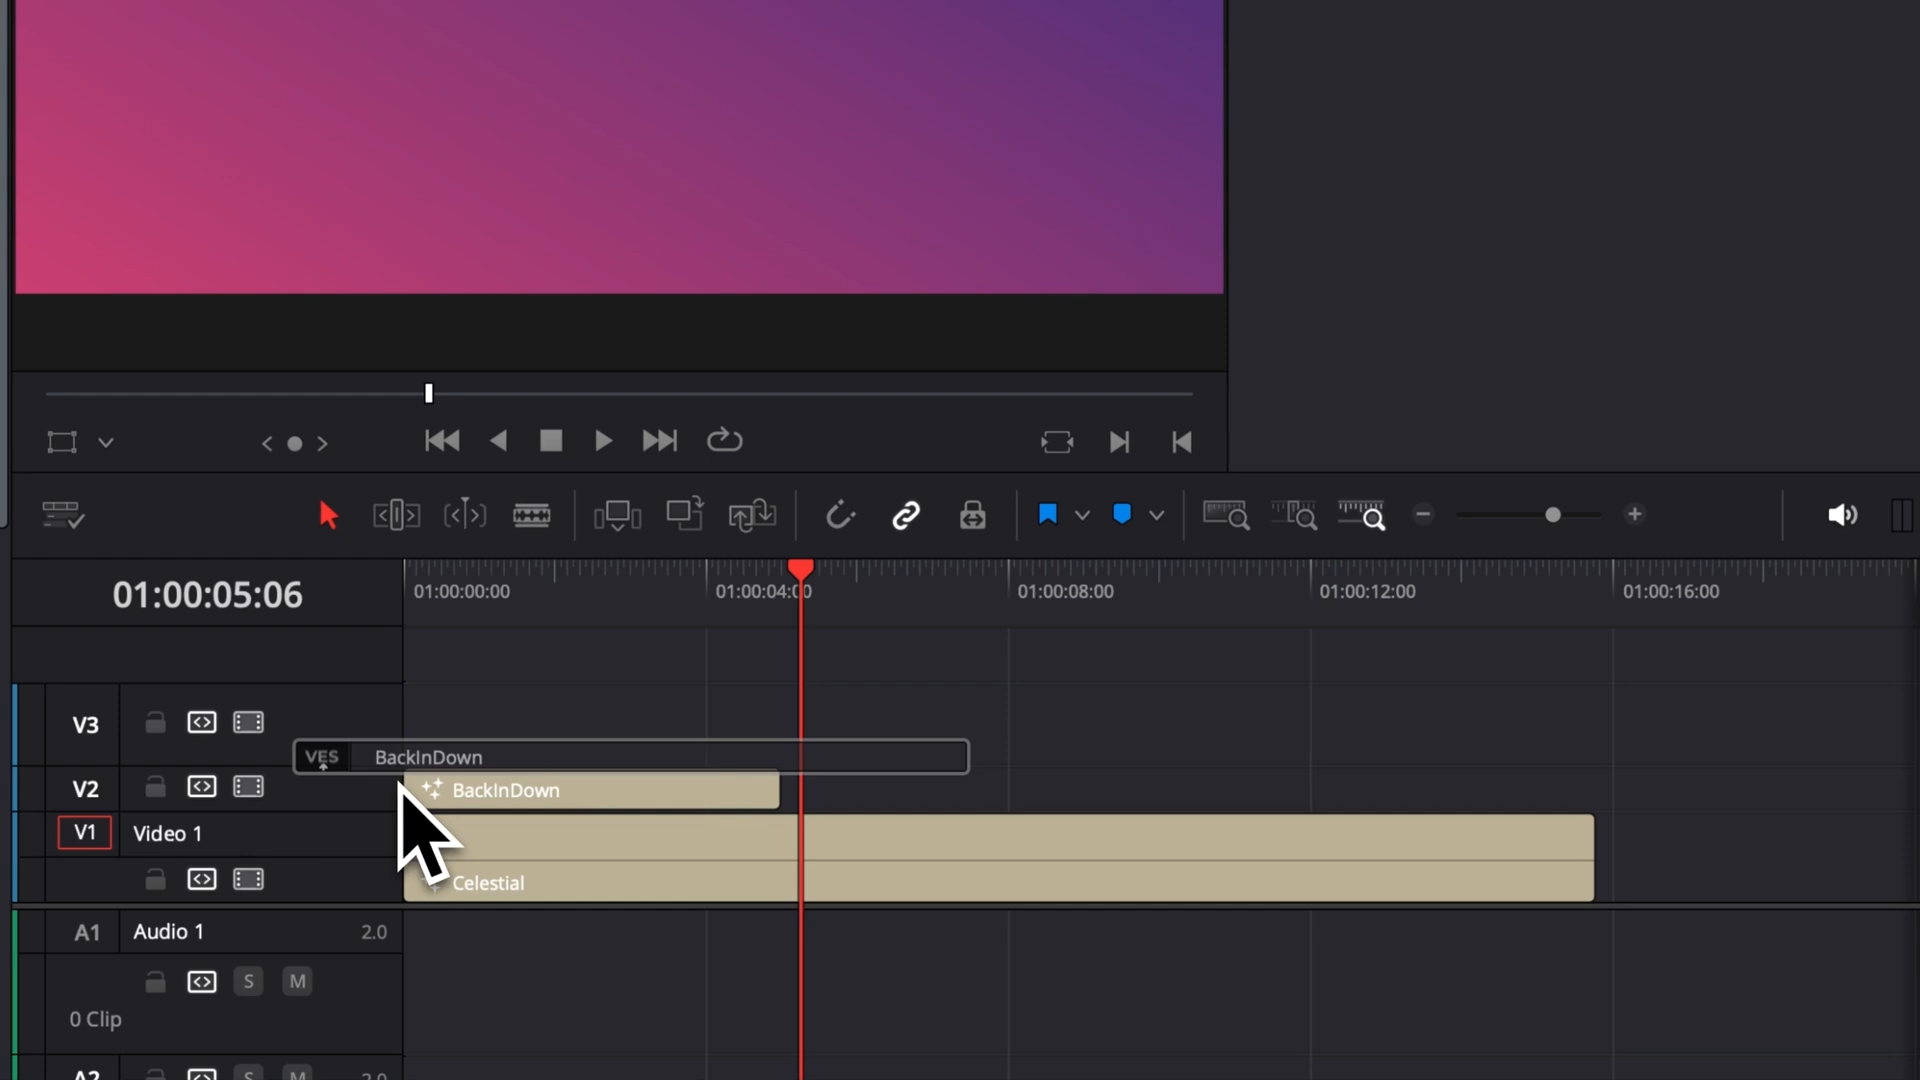 01:00:05:06
01:00:00:00
01:00:04:00
01:00:08:00
01:00:12:00
01:00:16:00
V3
VES BackInDown
V2
BackInDown
V1 Video 1
Celestial
A1 Audio 1 2.0
S M
0 Clip
A2 S M 2.0